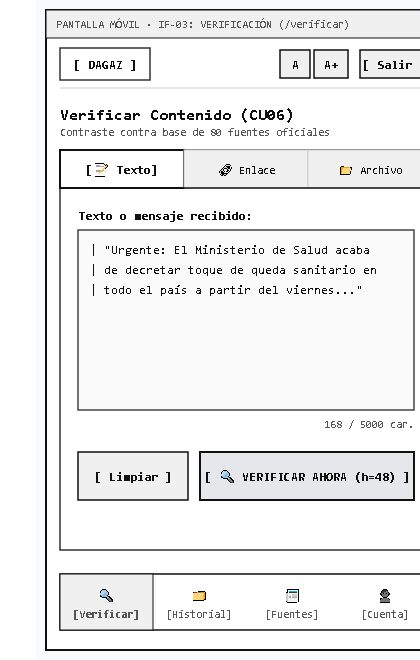 PANTALLA MÓVIL · IF-03: VERIFICACIÓN (/verificar)
[ DAGAZ ] A A+ [ Salir
Verificar Contenido (CU06)
Contraste contra base de 80 fuentes oficiales
[📝 Texto] 🔗 Enlace 📁 Archivo
Texto o mensaje recibido:
| "Urgente: El Ministerio de Salud acaba
| de decretar toque de queda sanitario en
| todo el país a partir del viernes..."
168 / 5000 car.
[ Limpiar ] [ 🔍 VERIFICAR AHORA (h=48) ]
[Verificar] [Historial] [Fuentes] [Cuenta]